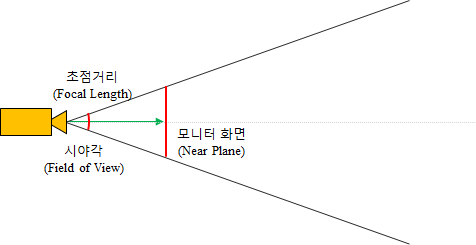 초점거리
(Focal Length)
모니터 화면
(Near Plane)
시야각
(Field of View)